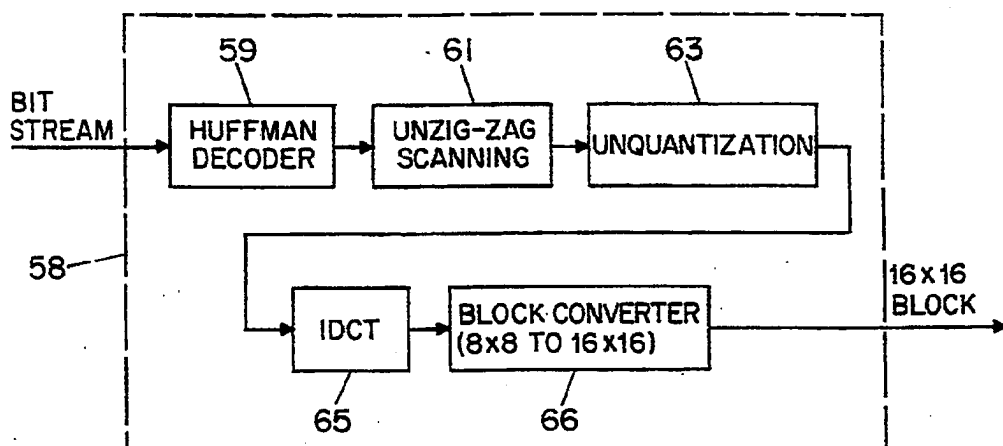 59
61
63
BIT
STREAM
HUFFMAN
DECODER
UNZIG-ZAG
SCANNING
UNQUANTIZATION
58
16x16
BLOCK
IDCT
BLOCK CONVERTER
(8x8 TO 16x16)
65
66